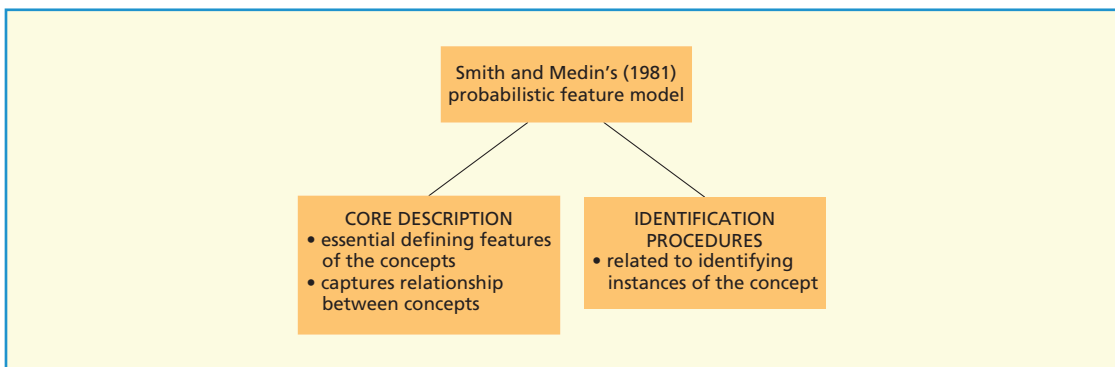 Smith and Medin's (1981)
probabilistic feature model
CORE DESCRIPTION
• essential defining features
of the concepts
• captures relationship
between concepts
IDENTIFICATION
PROCEDURES
• related to identifying
instances of the concept